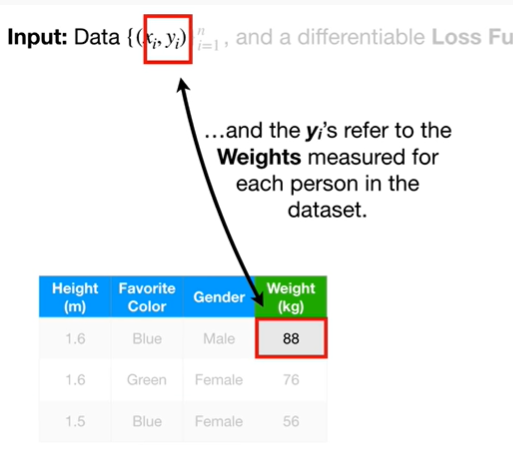 Input: Data {(xᵢ, yᵢ)}ⁿᵢ₌₁, and a differentiable Loss Fu
...and the yᵢ's refer to the
Weights measured for
each person in the
dataset.
Height (m) Favorite Color Gender Weight (kg)
1.6 Blue Male 88
1.6 Green Female 76
1.5 Blue Female 56